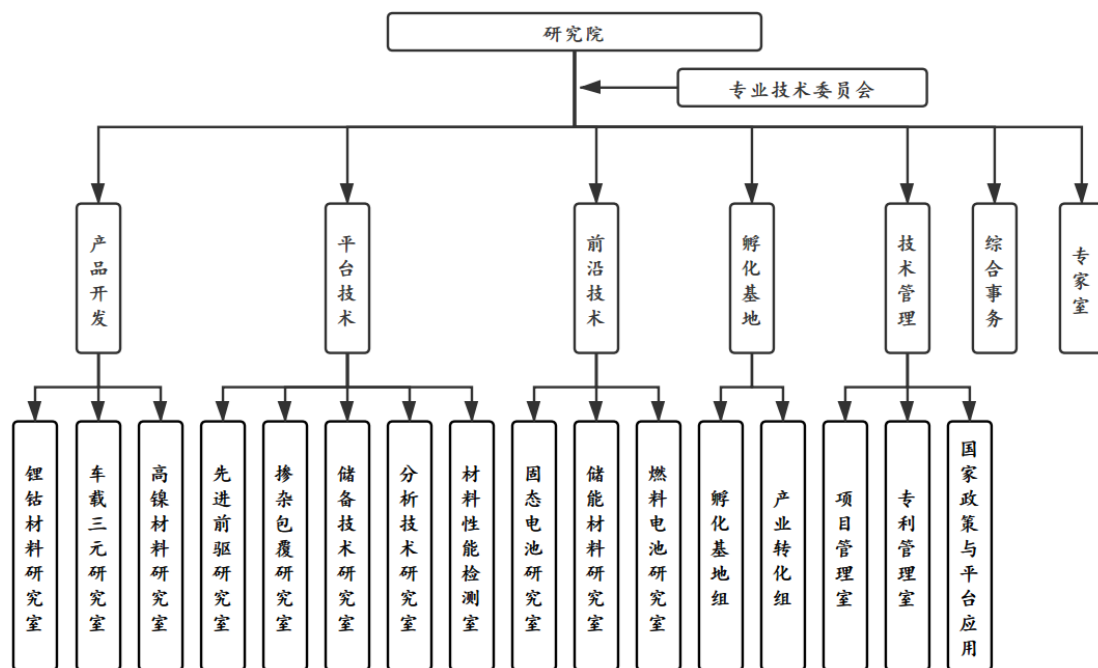 研究院
专业技术委员会
产品开发
平台技术
前沿技术
孵化基地
技术管理
综合事务
专家室
锂钴材料研究室
车载三元研究室
高镍材料研究室
先进前驱研究室
掺杂包覆研究室
储备技术研究室
分析技术研究室
材料性能检测室
固态电池研究室
储能材料研究室
燃料电池研究室
孵化基地组
产业转化组
项目管理室
专利管理室
国家政策与平台应用